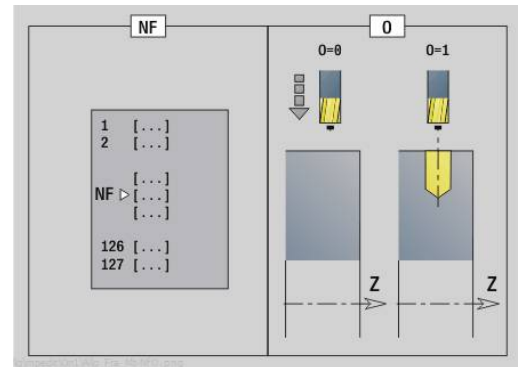 NF
O
O=0
O=1
1 [...]
2 [...]
[...]
NF [...]
[...]
126 [...]
127 [...]
Z
Z